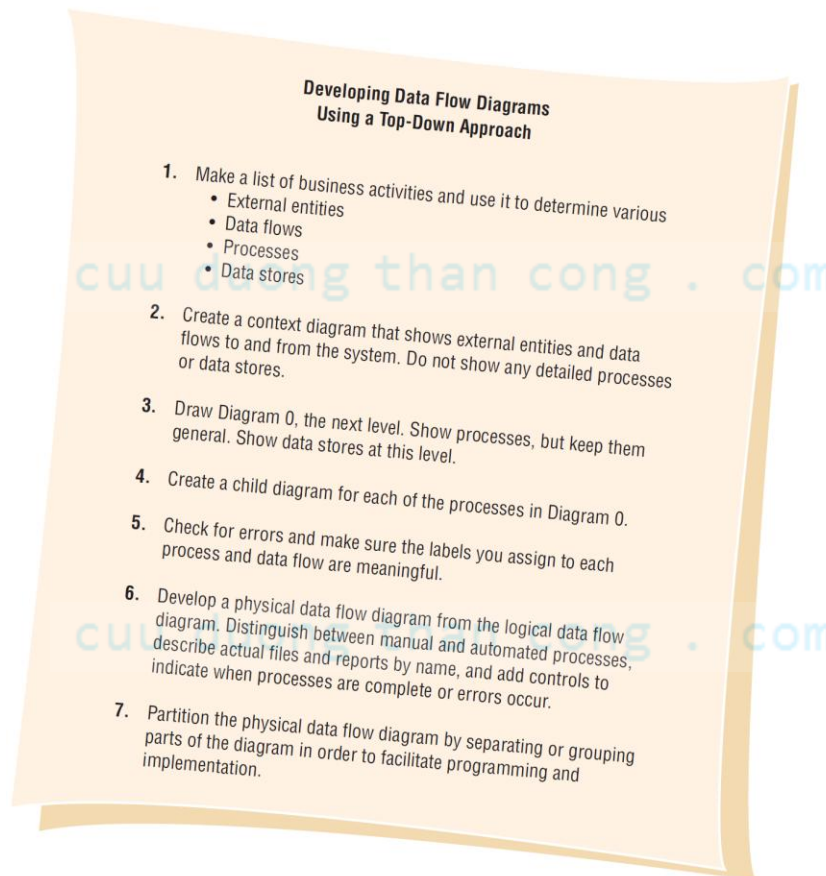 Developing Data Flow Diagrams
Using a Top-Down Approach
1. Make a list of business activities and use it to determine various
• External entities
• Data flows
• Processes
• Data stores
cuu duong than cong . com
2. Create a context diagram that shows external entities and data
flows to and from the system. Do not show any detailed processes
or data stores.
3. Draw Diagram 0, the next level. Show processes, but keep them
general. Show data stores at this level.
4. Create a child diagram for each of the processes in Diagram 0.
5. Check for errors and make sure the labels you assign to each
process and data flow are meaningful.
6. Develop a physical data flow diagram from the logical data flow
diagram. Distinguish between manual and automated processes,
describe actual files and reports by name, and add controls to
indicate when processes are complete or errors occur.
cuu duong than cong . com
7. Partition the physical data flow diagram by separating or grouping
parts of the diagram in order to facilitate programming and
implementation.